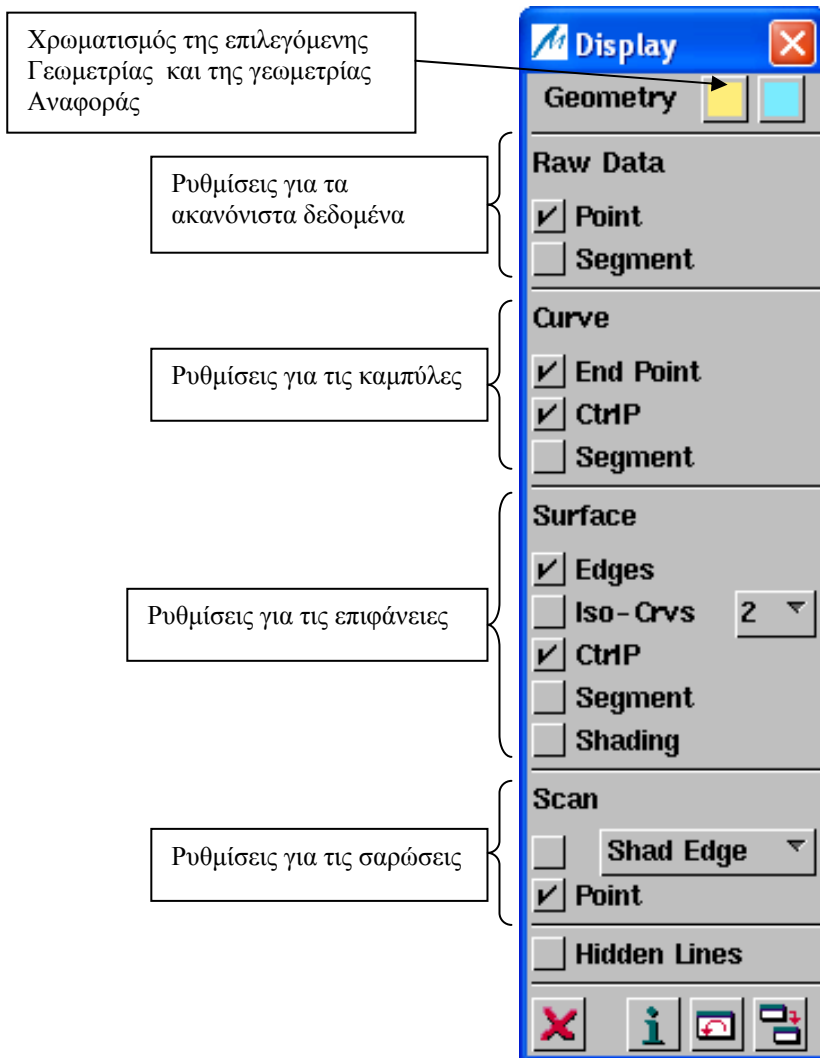 Χρωματισμός της επιλεγόμενης
Γεωμετρίας και της γεωμετρίας
Αναφοράς
Display
Geometry
Ρυθμίσεις για τα
ακανόνιστα δεδομένα
Raw Data
Point
Segment
Ρυθμίσεις για τις καμπύλες
Curve
End Point
CtrlP
Segment
Ρυθμίσεις για τις επιφάνειες
Surface
Edges
Iso-Crvs 2
CtrlP
Segment
Shading
Ρυθμίσεις για τις σαρώσεις
Scan
Shad Edge
Point
Hidden Lines